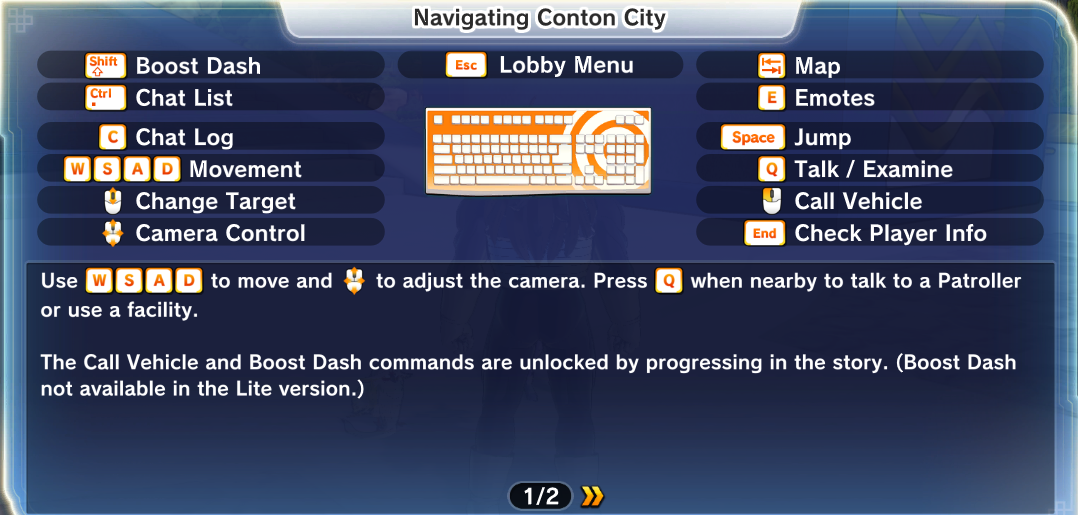 Navigating Conton City
Shift Boost Dash
Esc Lobby Menu
Map
Ctrl Chat List
E Emotes
C Chat Log
Space Jump
W S A D Movement
Q Talk / Examine
Change Target
Call Vehicle
Camera Control
End Check Player Info
Use W S A D to move and to adjust the camera. Press Q when nearby to talk to a Patroller
or use a facility.
The Call Vehicle and Boost Dash commands are unlocked by progressing in the story. (Boost Dash
not available in the Lite version.)
1/2